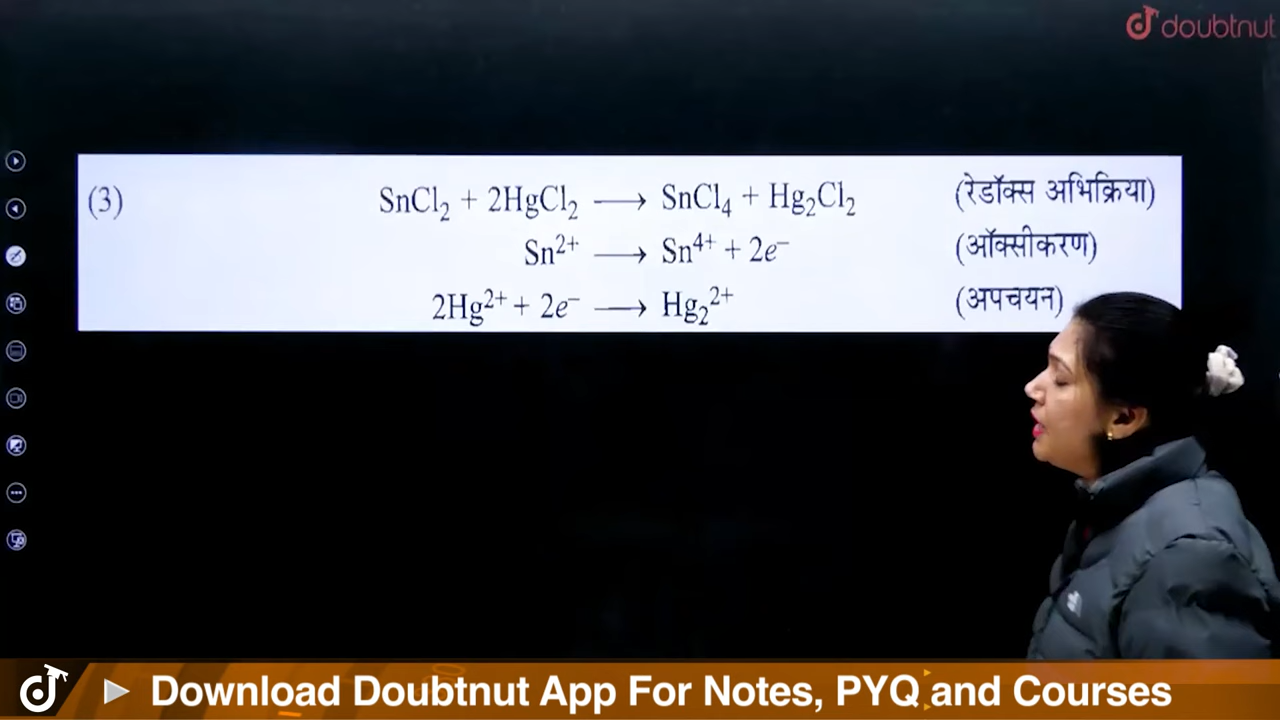 doubtnut
(3) SnCl₂ + 2HgCl₂ ⟶ SnCl₄ + Hg₂Cl₂ (रेडॉक्स अभिक्रिया)
Sn²⁺ ⟶ Sn⁴⁺ + 2e⁻ (ऑक्सीकरण)
2Hg²⁺ + 2e⁻ ⟶ Hg₂²⁺ (अपचयन)
Download Doubtnut App For Notes, PYQ and Courses